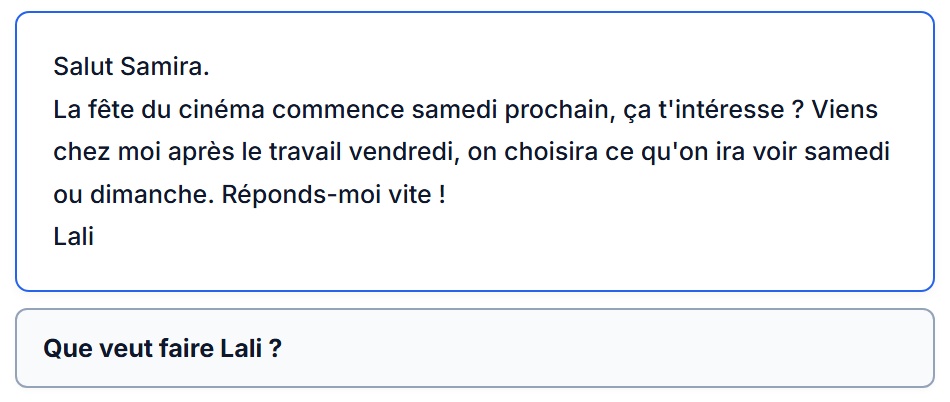 Salut Samira.
La fête du cinéma commence samedi prochain, ça t'intéresse ? Viens
chez moi après le travail vendredi, on choisira ce qu'on ira voir samedi
ou dimanche. Réponds-moi vite !
Lali
Que veut faire Lali ?